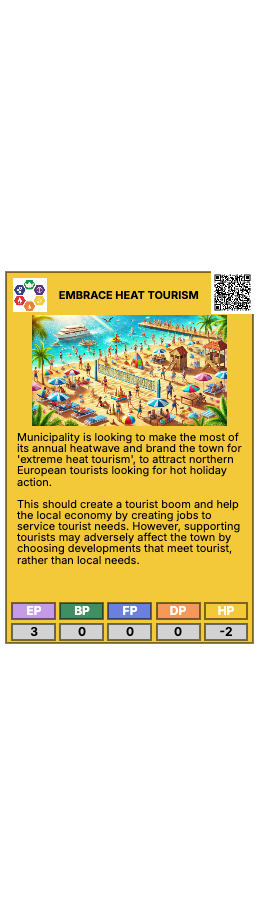 EMBRACE HEAT TOURISM
Municipality is looking to make the most of
its annual heatwave and brand the town for
'extreme heat tourism', to attract northern
European tourists looking for hot holiday
action.
This should create a tourist boom and help
the local economy by creating jobs to
service tourist needs. However, supporting
tourists may adversely affect the town by
choosing developments that meet tourist,
rather than local needs.
EP BP FP DP HP
3 0 0 0 -2